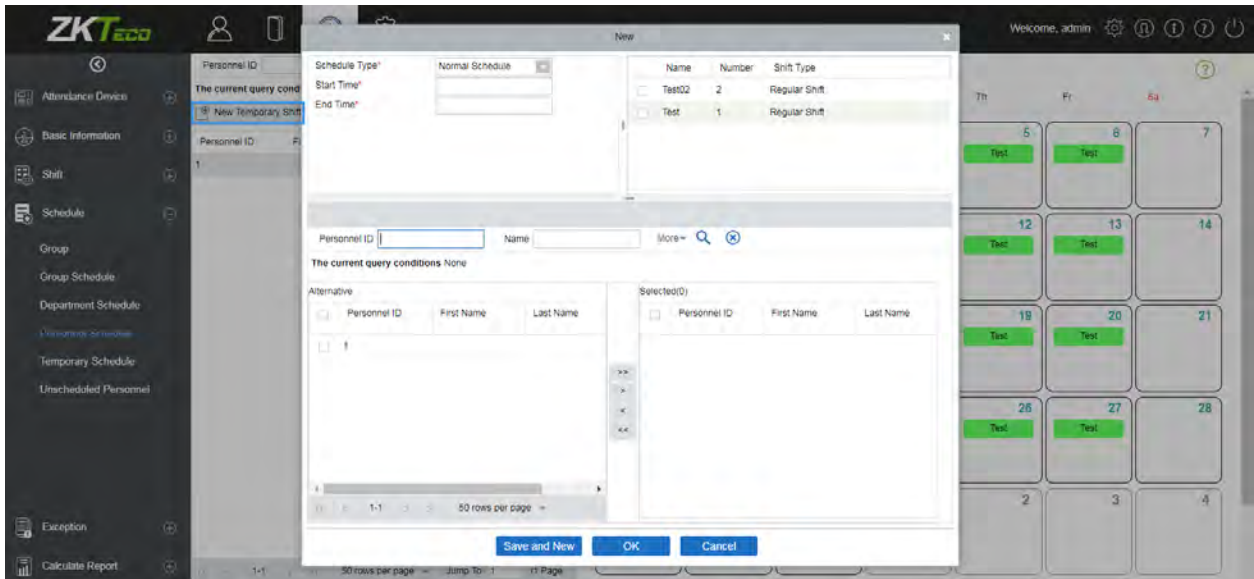 ZKTeco
Welcome, admin
New
Personnel ID
The current query cond
New Temporary Shift
Personnel ID
1
Attendance Device
Basic Information
Shift
Schedule
Group
Group Schedule
Department Schedule
Personnel Schedule
Temporary Schedule
Unscheduled Personnel
Exception
Calculate Report
Schedule Type* Normal Schedule
Start Time*
End Time*
Name Number Shift Type
Test02 2 Regular Shift
Test 1 Regular Shift
Personnel ID Name More
The current query conditions None
Alternative
Personnel ID First Name Last Name
1
1-1 50 rows per page
Selected(0)
Personnel ID First Name Last Name
>>
>
<
<<
Save and New OK Cancel
Th Fr Sa
5 6 7
Test Test
12 13 14
Test Test
19 20 21
Test Test
26 27 28
Test Test
2 3 4
1-1 50 rows per page Jump To 1 /1 Page